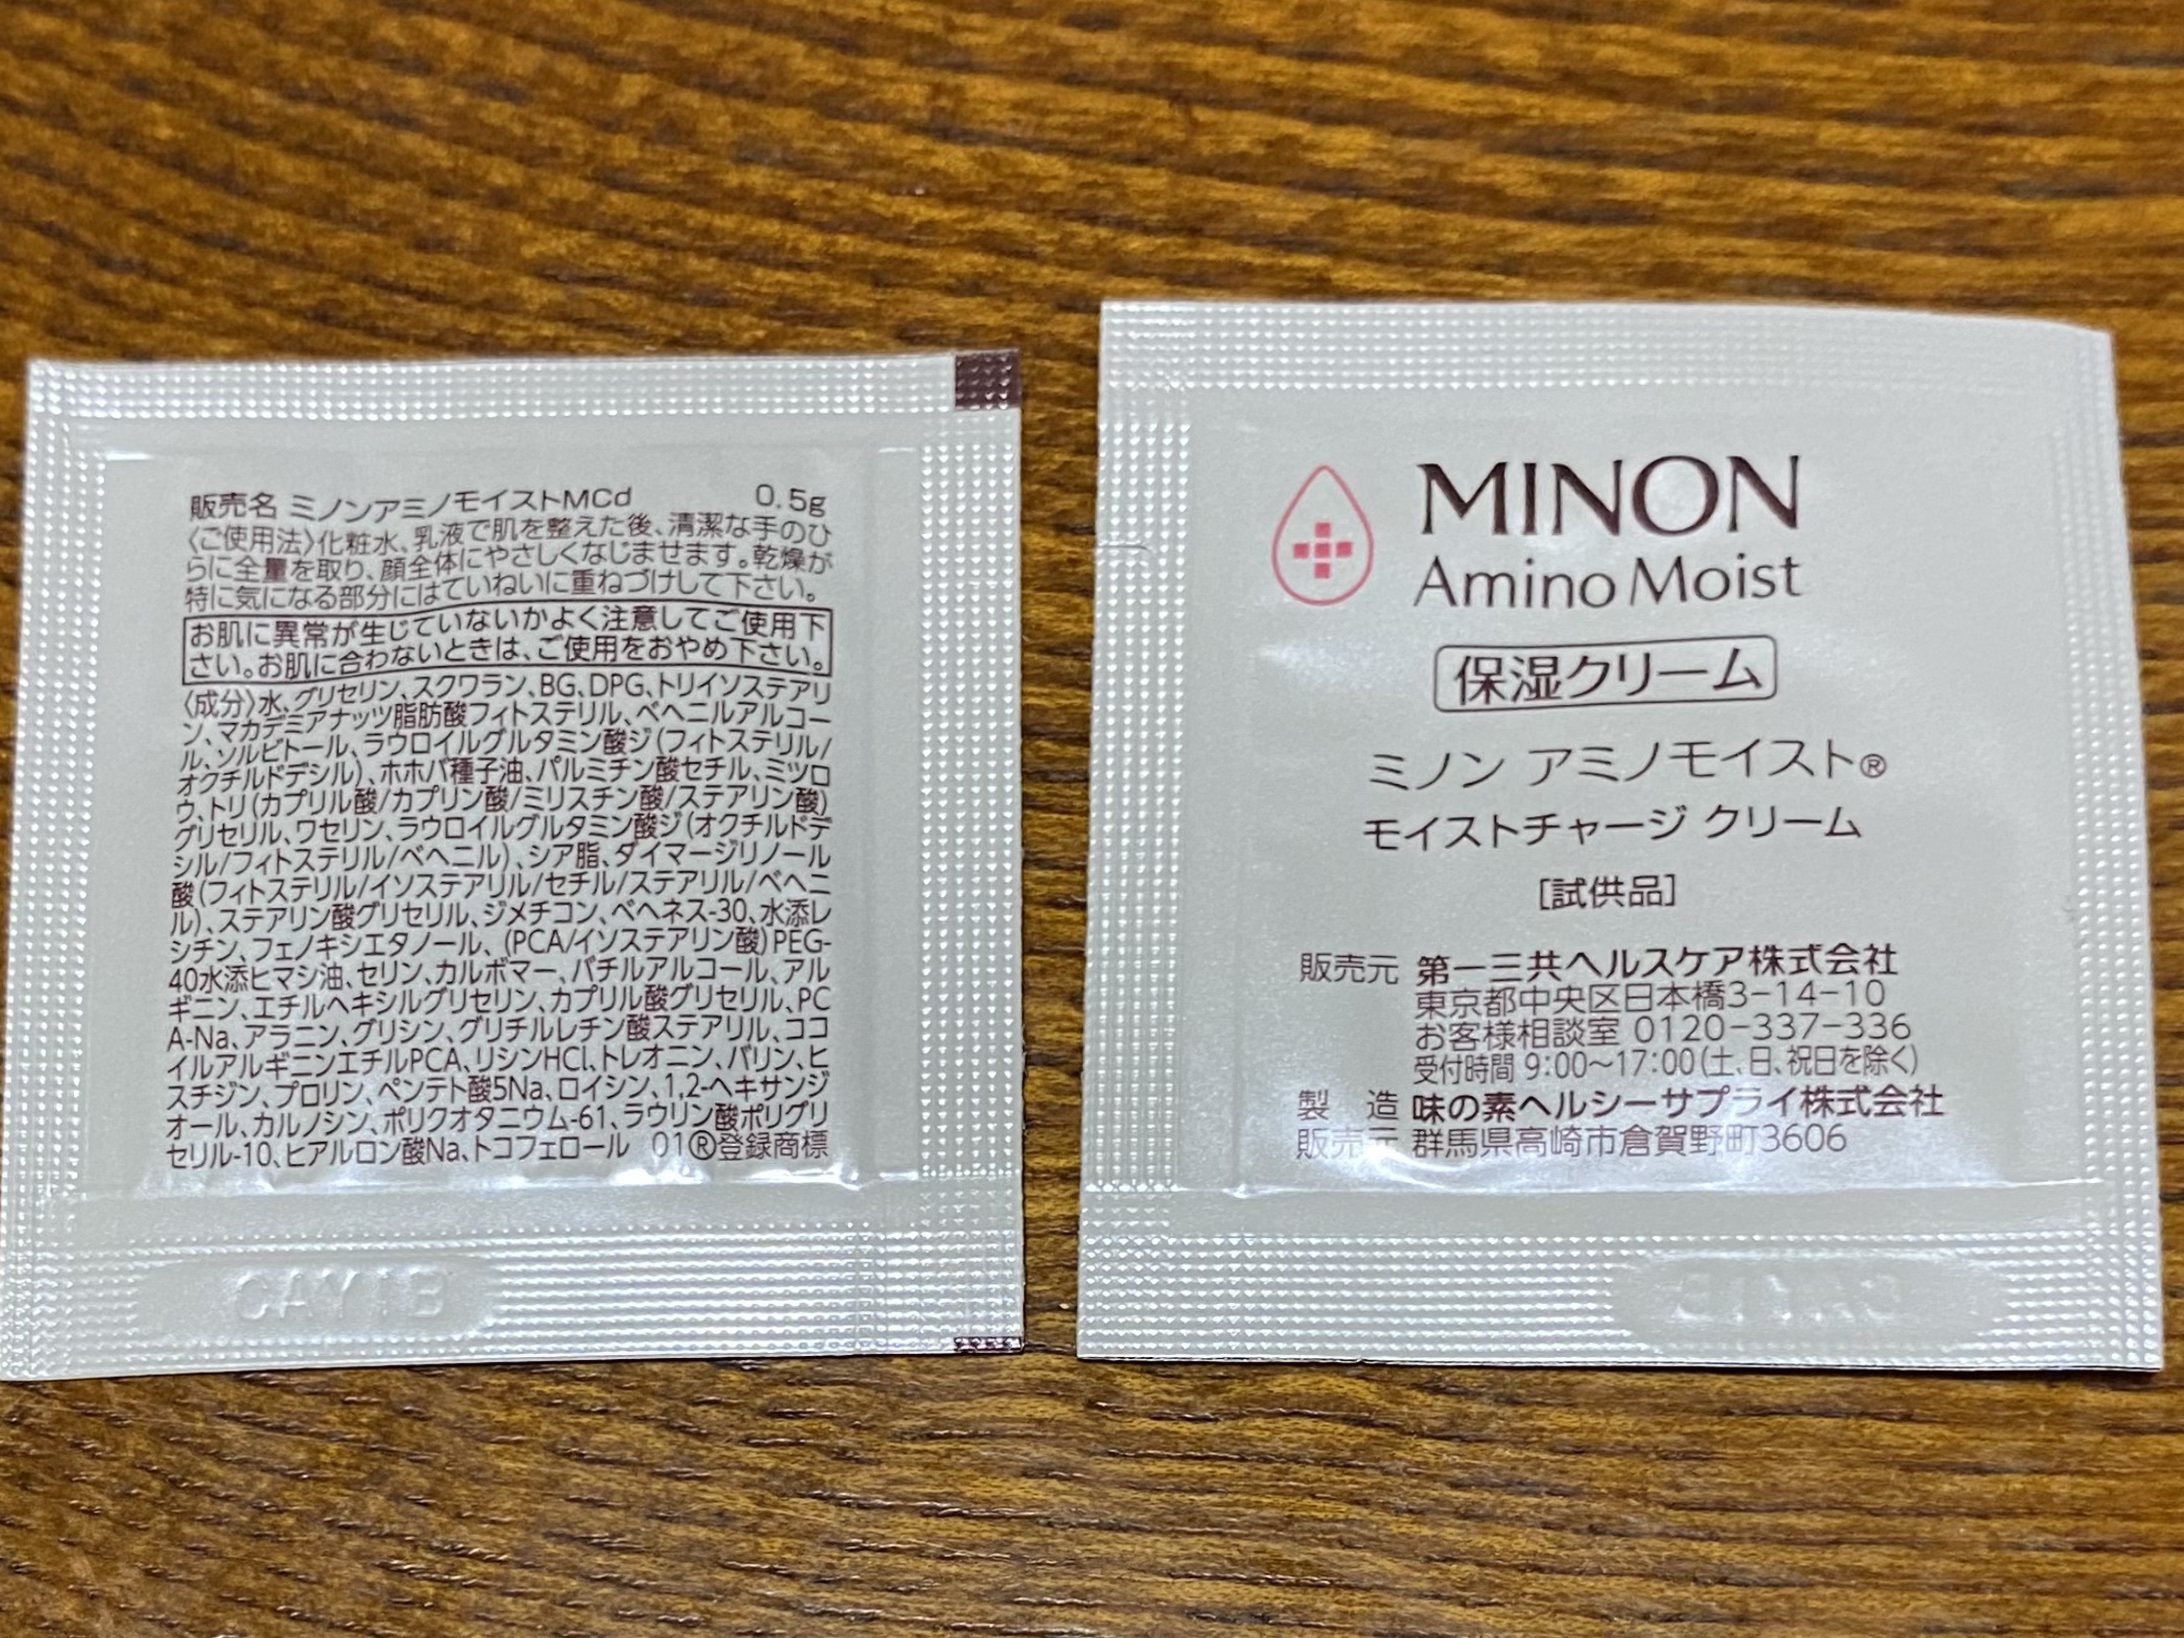 販売名 ミノンアミノモイストMCd 0.5g
〈ご使用法〉化粧水、乳液で肌を整えた後、清潔な手のひ
らに全量を取り、顔全体にやさしくなじませます。乾燥が
特に気になる部分にはていねいに重ねづけして下さい。
お肌に異常が生じていないかよく注意してご使用下
さい。お肌に合わないときは、ご使用をおやめ下さい。
〈成分〉水、グリセリン、スクワラン、BG、DPG、トリイソステアリ
ン、マカデミアナッツ脂肪酸フィトステリル、ベヘニルアルコー
ル、ソルビトール、ラウロイルグルタミン酸ジ(フィトステリル/
オクチルドデシル)、ホホバ種子油、パルミチン酸セチル、ミツロ
ウ、トリ(カプリル酸/カプリン酸/ミリスチン酸/ステアリン酸)
グリセリル、ワセリン、ラウロイルグルタミン酸ジ(オクチルドデ
シル/フィトステリル/ベヘニル)、シア脂、ダイマージリノール
酸(フィトステリル/イソステアリル/セチル/ステアリル/ベヘニ
ル)、ステアリン酸グリセリル、ジメチコン、ベヘネス-30、水添レ
シチン、フェノキシエタノール、(PCA/イソステアリン酸)PEG-
40水添ヒマシ油、セリン、カルボマー、バチルアルコール、アル
ギニン、エチルヘキシルグリセリン、カプリル酸グリセリル、PC
A-Na、アラニン、グリシン、グリチルレチン酸ステアリル、ココ
イルアルギニンエチルPCA、リシンHCl、トレオニン、バリン、ヒ
スチジン、プロリン、ペンテト酸5Na、ロイシン、1,2-ヘキサンジ
オール、カルノシン、ポリクオタニウム-61、ラウリン酸ポリグリ
セリル-10、ヒアルロン酸Na、トコフェロール 01®登録商標
MINON
Amino Moist
保湿クリーム
ミノン アミノモイスト®
モイストチャージ クリーム
[試供品]
販売元 第一三共ヘルスケア株式会社
東京都中央区日本橋3-14-10
お客様相談室 0120-337-336
受付時間 9:00～17:00(土、日、祝日を除く)
製 造 味の素ヘルシーサプライ株式会社
販売元 群馬県高崎市倉賀野町3606